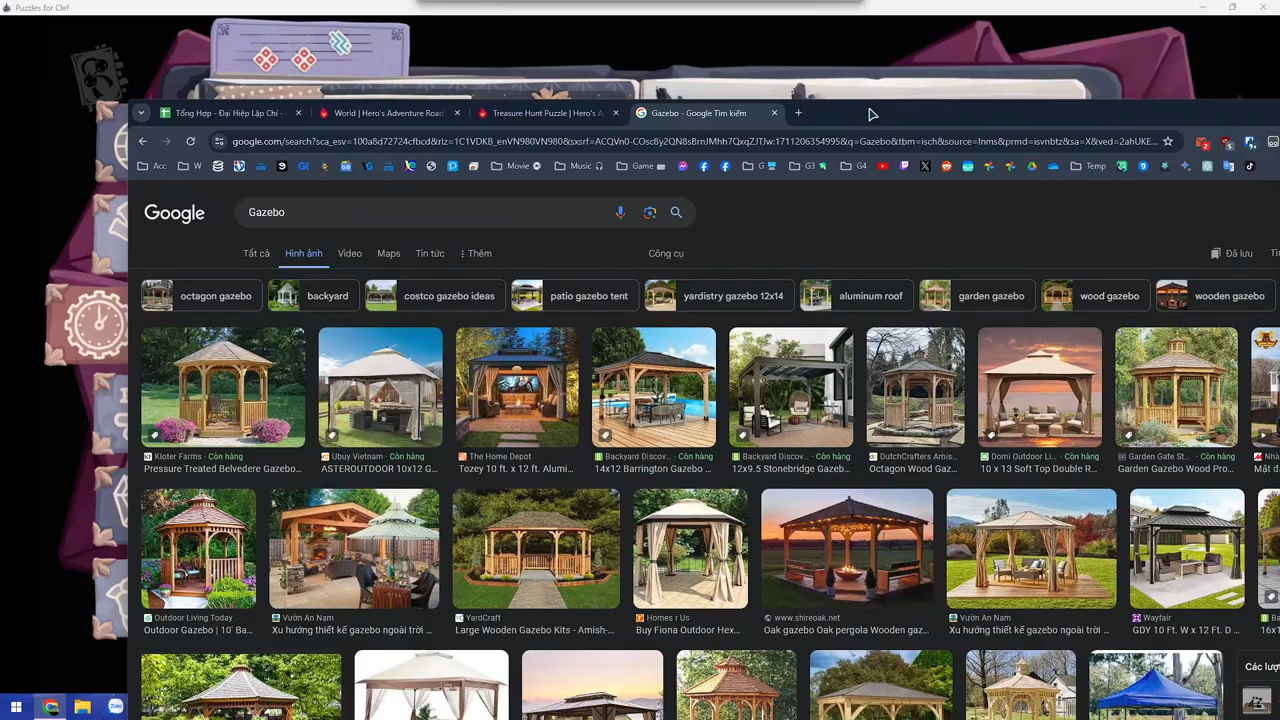 Puzzles for Clef
Tổng Hợp - Đại Hiệp Lập Chí -
World | Hero's Adventure Road
Treasure Hunt Puzzle | Hero's A
Gazebo - Google Tìm kiếm
google.com/search?sca_esv=100a8d72724cfbcd&rlz=1C1VDKB_enVN980VN980&sxsrf=ACQVn0-COsc8y2QN8sBrnJMhh7QxqZJTJw:1711206354995&q=Gazebo&tbm=isch&source=lnms&prmd=isvnbtz&sa=X&ved=2ahUKE...
Acc
W
Movie
Music
Game
G
G3
G4
Temp
Google
Gazebo
Tất cả
Hình ảnh
Video
Maps
Tin tức
Thêm
Công cụ
Đã lưu
octagon gazebo
backyard
costco gazebo ideas
patio gazebo tent
yardistry gazebo 12x14
aluminum roof
garden gazebo
wood gazebo
wooden gazebo
Kloter Farms · Còn hàng
Pressure Treated Belvedere Gazebo...
Ubuy Vietnam · Còn hàng
ASTEROUTDOOR 10x12 G...
The Home Depot
Tozey 10 ft. x 12 ft. Alumi...
Backyard Discov... · Còn hàng
14x12 Barrington Gazebo ...
Backyard Discov... · Còn hàng
12x9.5 Stonebridge Gazeb...
DutchCrafters Amis...
Octagon Wood Gaz...
Domi Outdoor Li... · Còn hàng
10 x 13 Soft Top Double R...
Garden Gate St... · Còn hàng
Garden Gazebo Wood Pro...
Outdoor Living Today
Outdoor Gazebo | 10' Ba...
Vườn An Nam
Xu hướng thiết kế gazebo ngoài trời ...
YardCraft
Large Wooden Gazebo Kits - Amish-...
Homes r Us
Buy Fiona Outdoor Hex...
www.shireoak.net
Oak gazebo Oak pergola Wooden gaz...
Vườn An Nam
Xu hướng thiết kế gazebo ngoài trời ...
Wayfair
GDY 10 Ft. W x 12 Ft. D ...
Các lượ